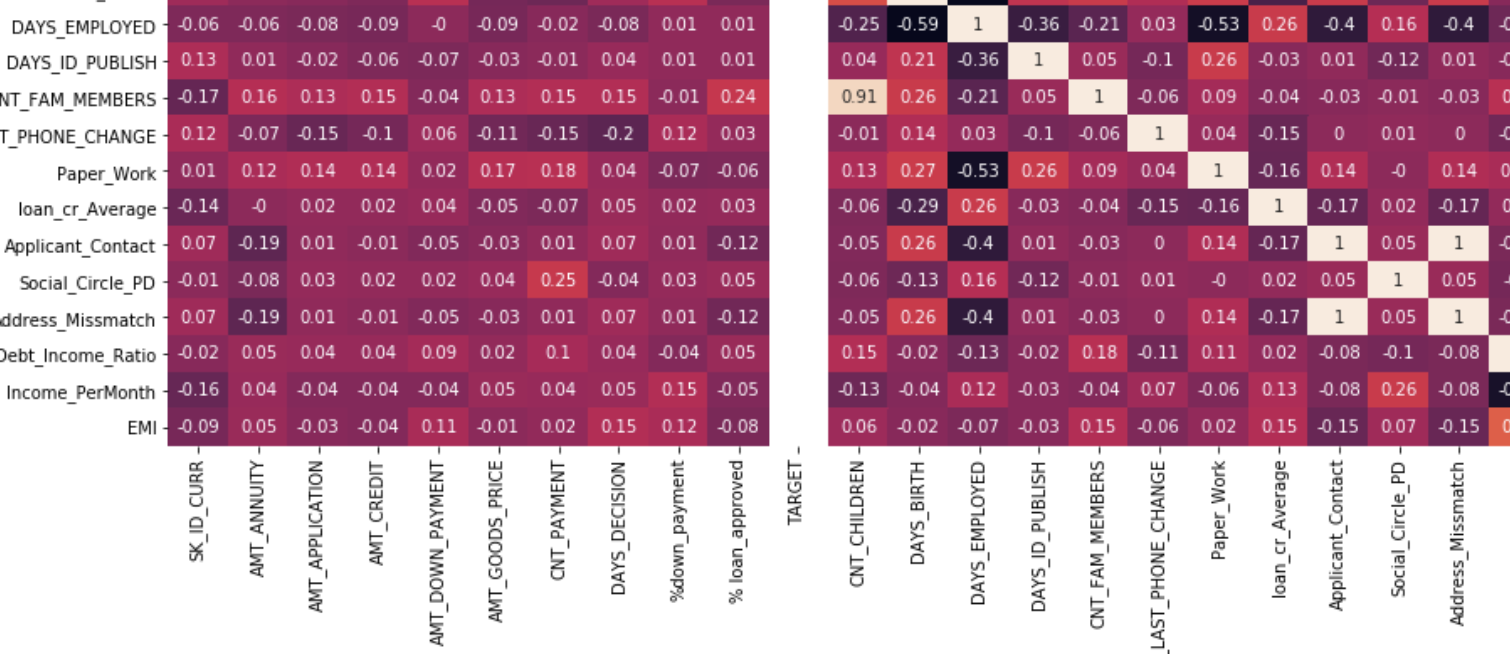 DAYS_EMPLOYED -0.06 -0.06 -0.08 -0.09 -0 -0.09 -0.02 -0.08 0.01 0.01 -0.25 -0.59 1 -0.36 -0.21 0.03 -0.53 0.26 -0.4 0.16 -0.4
DAYS_ID_PUBLISH 0.13 0.01 -0.02 -0.06 -0.07 -0.03 -0.01 0.04 0.01 0.01 0.04 0.21 -0.36 1 0.05 -0.1 0.26 -0.03 0.01 -0.12 0.01
NT_FAM_MEMBERS -0.17 0.16 0.13 0.15 -0.04 0.13 0.15 0.15 -0.01 0.24 0.91 0.26 -0.21 0.05 1 -0.06 0.09 -0.04 -0.03 -0.01 -0.03
T_PHONE_CHANGE 0.12 -0.07 -0.15 -0.1 0.06 -0.11 -0.15 -0.2 0.12 0.03 -0.01 0.14 0.03 -0.1 -0.06 1 0.04 -0.15 0 0.01 0
Paper_Work 0.01 0.12 0.14 0.14 0.02 0.17 0.18 0.04 -0.07 -0.06 0.13 0.27 -0.53 0.26 0.09 0.04 1 -0.16 0.14 -0 0.14
loan_cr_Average -0.14 -0 0.02 0.02 0.04 -0.05 -0.07 0.05 0.02 0.03 -0.06 -0.29 0.26 -0.03 -0.04 -0.15 -0.16 1 -0.17 0.02 -0.17
Applicant_Contact 0.07 -0.19 0.01 -0.01 -0.05 -0.03 0.01 0.07 0.01 -0.12 -0.05 0.26 -0.4 0.01 -0.03 0 0.14 -0.17 1 0.05 1
Social_Circle_PD -0.01 -0.08 0.03 0.02 0.02 0.04 0.25 -0.04 0.03 0.05 -0.06 -0.13 0.16 -0.12 -0.01 0.01 -0 0.02 0.05 1 0.05
ddress_Missmatch 0.07 -0.19 0.01 -0.01 -0.05 -0.03 0.01 0.07 0.01 -0.12 -0.05 0.26 -0.4 0.01 -0.03 0 0.14 -0.17 1 0.05 1
Debt_Income_Ratio -0.02 0.05 0.04 0.04 0.09 0.02 0.1 0.04 -0.04 0.05 0.15 -0.02 -0.13 -0.02 0.18 -0.11 0.11 0.02 -0.08 -0.1 -0.08
Income_PerMonth -0.16 0.04 -0.04 -0.04 -0.04 0.05 0.04 0.05 0.15 -0.05 -0.13 -0.04 0.12 -0.03 -0.04 0.07 -0.06 0.13 -0.08 0.26 -0.08
EMI -0.09 0.05 -0.03 -0.04 0.11 -0.01 0.02 0.15 0.12 -0.08 0.06 -0.02 -0.07 -0.03 0.15 -0.06 0.02 0.15 -0.15 0.07 -0.15
SK_ID_CURR
AMT_ANNUITY
AMT_APPLICATION
AMT_CREDIT
AMT_DOWN_PAYMENT
AMT_GOODS_PRICE
CNT_PAYMENT
DAYS_DECISION
%down_payment
% loan_approved
TARGET
CNT_CHILDREN
DAYS_BIRTH
DAYS_EMPLOYED
DAYS_ID_PUBLISH
CNT_FAM_MEMBERS
LAST_PHONE_CHANGE
Paper_Work
loan_cr_Average
Applicant_Contact
Social_Circle_PD
Address_Missmatch